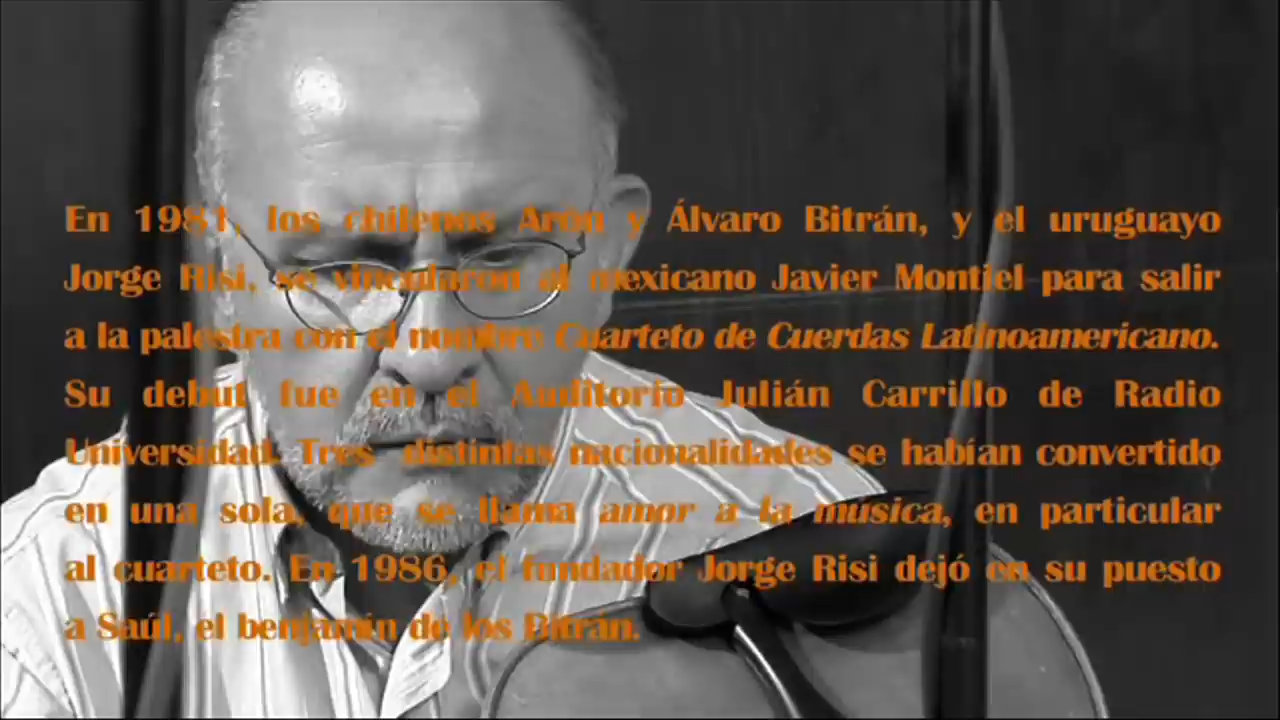 En 1981, los chilenos Arón y Álvaro Bitrán, y el uruguayo
Jorge Risi, se vincularon al mexicano Javier Montiel para salir
a la palestra con el nombre Cuarteto de Cuerdas Latinoamericano.
Su debut fue en el Auditorio Julián Carrillo de Radio
Universidad. Tres distintas nacionalidades se habían convertido
en una sola, que se llama amor a la música, en particular
al cuarteto. En 1986, el fundador Jorge Risi dejó en su puesto
a Saúl, el benjamín de los Bitrán.